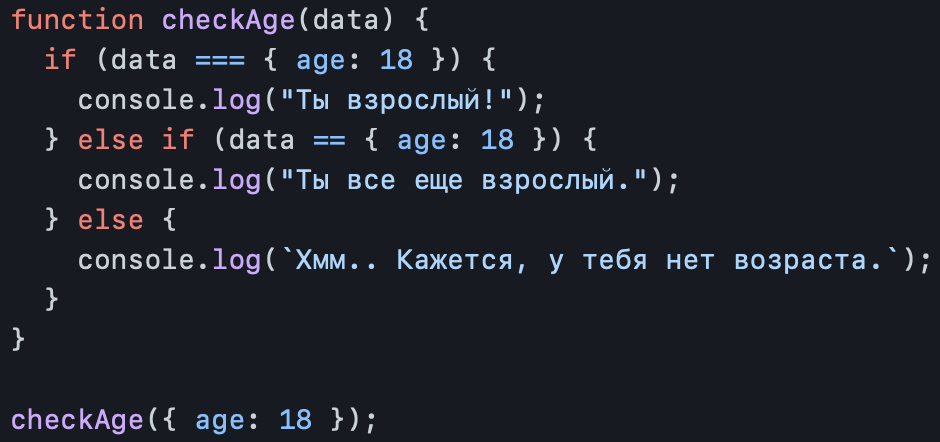 function checkAge(data) {
  if (data === { age: 18 }) {
    console.log("Ты взрослый!");
  } else if (data == { age: 18 }) {
    console.log("Ты все еще взрослый.");
  } else {
    console.log(`Хмм.. Кажется, у тебя нет возраста.`);
  }
}

checkAge({ age: 18 });